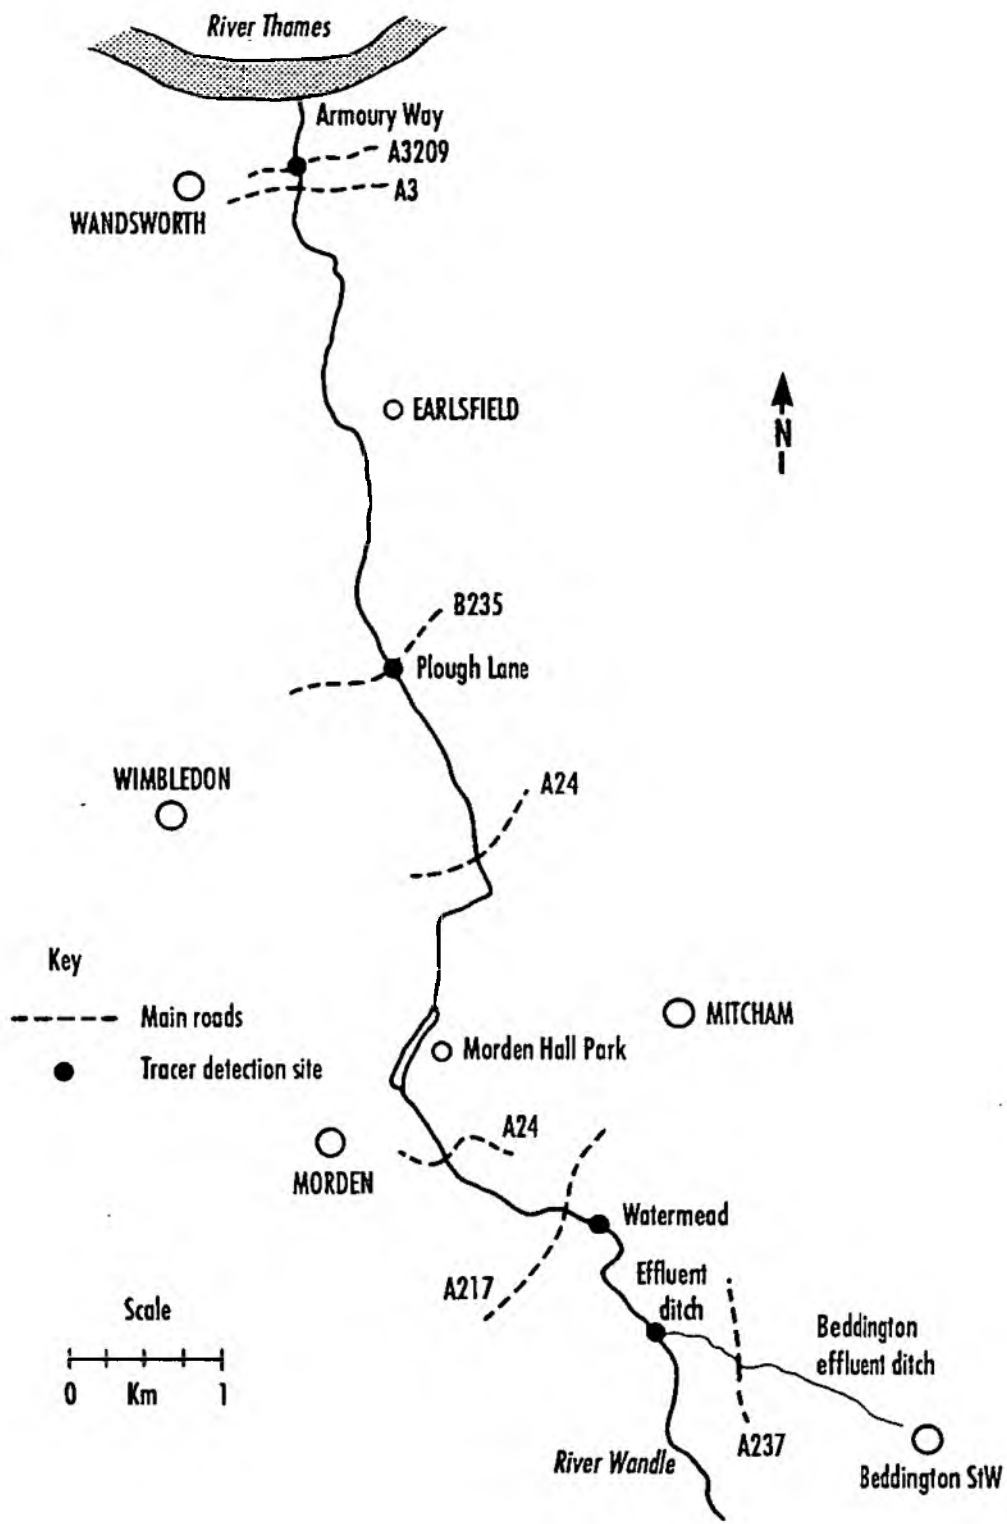 River Thames
Armoury Way
A3209
A3
WANDSWORTH
EARLSFIELD
N
B235
Plough Lane
WIMBLEDON
A24
Key
Main roads
Tracer detection site
MITCHAM
Morden Hall Park
A24
MORDEN
Watermead
A217
Effluent
ditch
Scale
0 Km 1
Beddington
effluent ditch
River Wandle
A237
Beddington StW